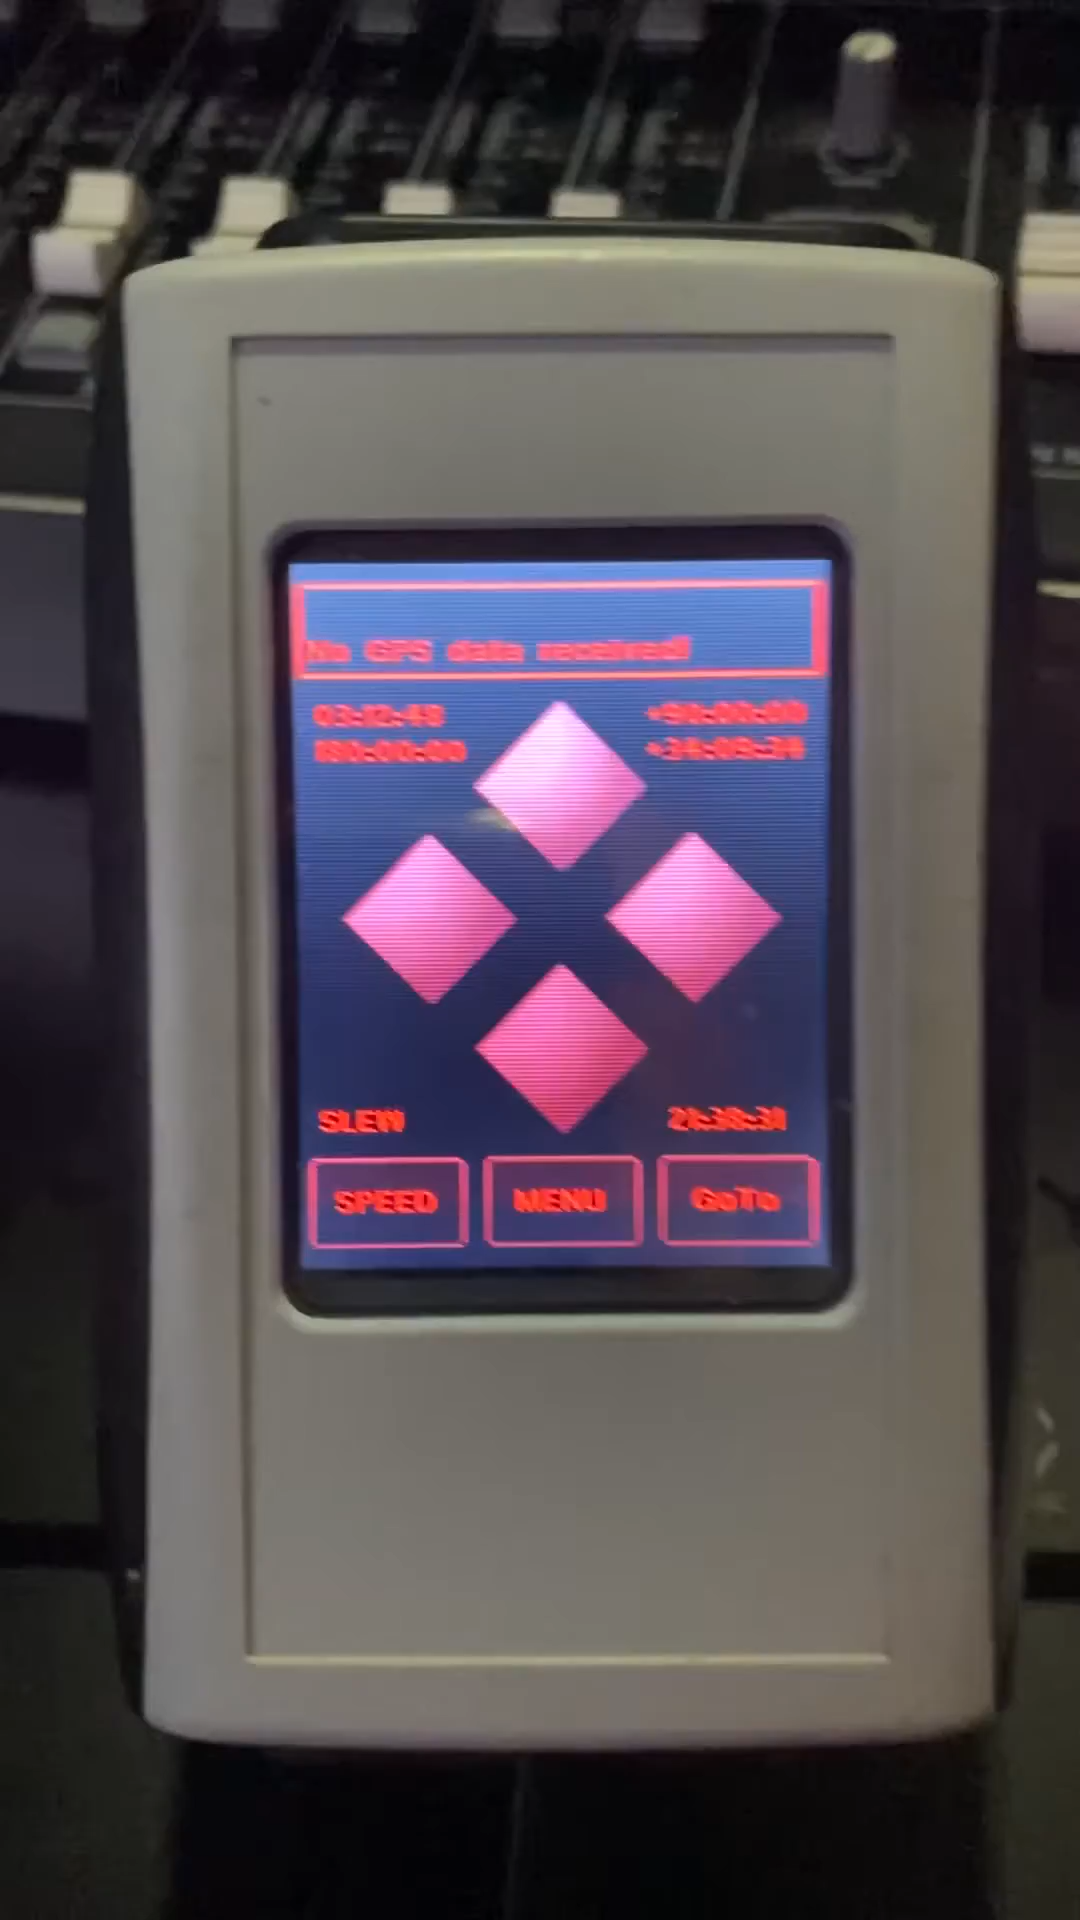 No GPS data received!
03:12:48 +90:00:00
180:00:00 +34:09:34
SLEW 21:38:31
SPEED MENU GoTo